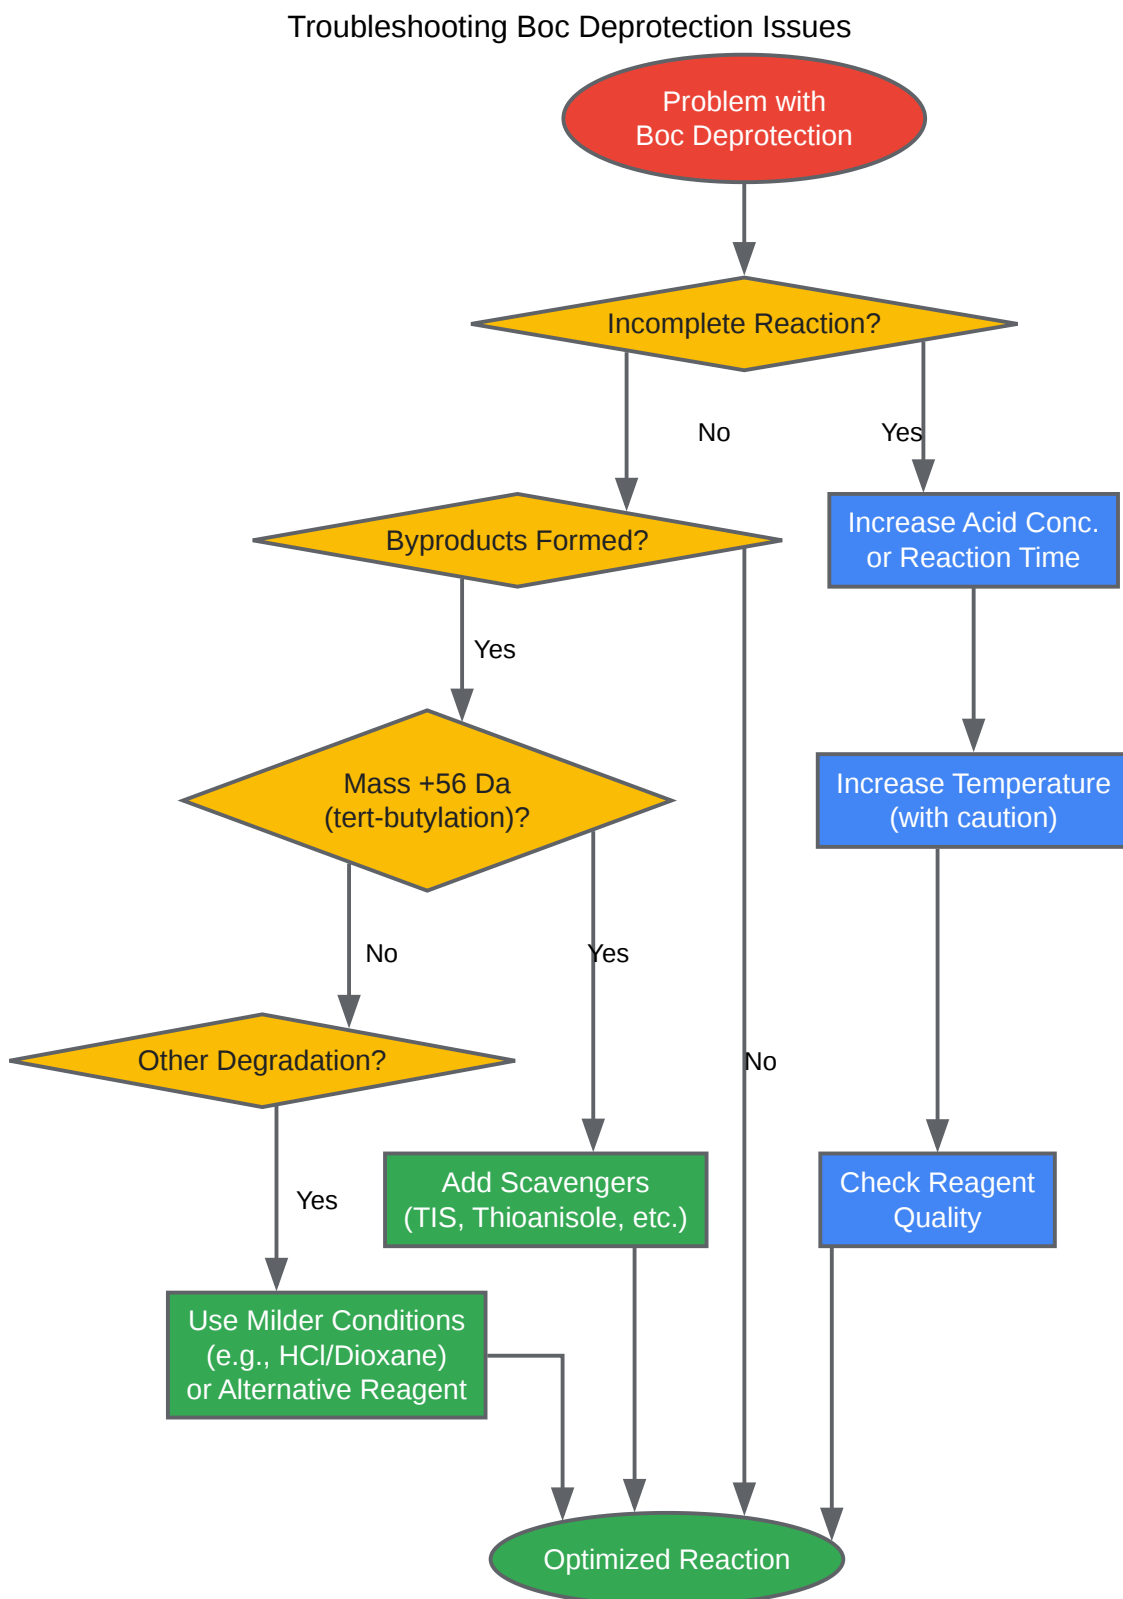 Troubleshooting Boc Deprotection Issues
Problem with
Boc Deprotection
Incomplete Reaction?
No
Yes
Byproducts Formed?
Increase Acid Conc.
or Reaction Time
Yes
Mass +56 Da
(tert-butylation)?
Increase Temperature
(with caution)
No
Yes
Other Degradation?
No
Add Scavengers
(TIS, Thioanisole, etc.)
Check Reagent
Quality
Yes
Use Milder Conditions
(e.g., HCl/Dioxane)
or Alternative Reagent
Optimized Reaction